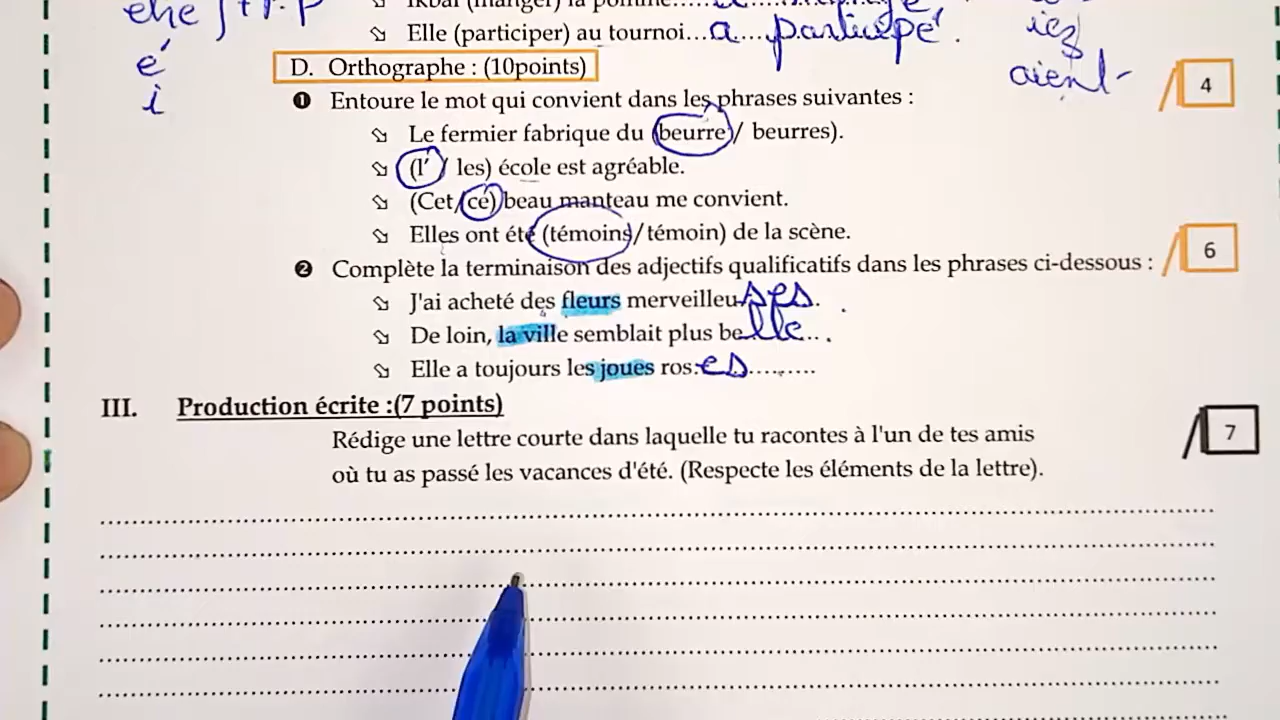 é
Elle (participer) au tournoi...a....participé.
iez
é
D. Orthographe : (10points)
aient
i
4
❶ Entoure le mot qui convient dans les phrases suivantes :
Le fermier fabrique du (beurre/ beurres).
(l'/ les) école est agréable.
(Cet/ce) beau manteau me convient.
Elles ont été (témoins/témoin) de la scène.
6
❷ Complète la terminaison des adjectifs qualificatifs dans les phrases ci-dessous :
J'ai acheté des fleurs merveilleuses.
De loin, la ville semblait plus belle...
Elle a toujours les joues ros.es.........
III. Production écrite :(7 points)
7
Rédige une lettre courte dans laquelle tu racontes à l'un de tes amis
où tu as passé les vacances d'été. (Respecte les éléments de la lettre).